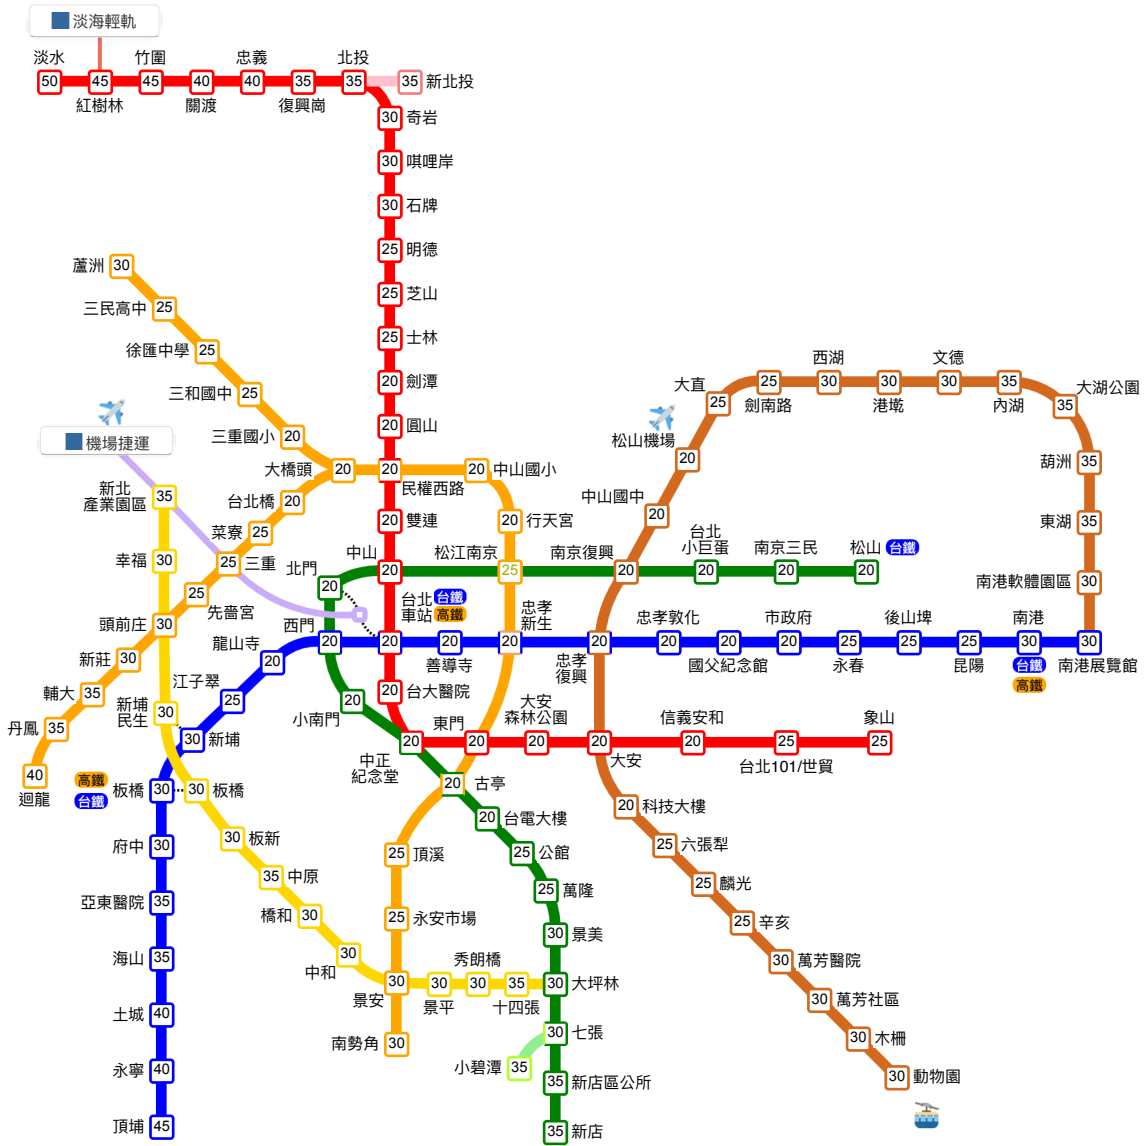 淡海輕軌
淡水
竹圍
忠義
北投
50
45
45
40
40
35
35
35
新北投
紅樹林
關渡
復興崗
30
奇岩
30
唭哩岸
30
石牌
25
明德
蘆洲
30
25
芝山
三民高中
25
25
士林
徐匯中學
25
西湖
文德
20
劍潭
大直
25
30
30
30
35
大湖公園
三和國中
25
25
劍南路
港墘
內湖
35
20
圓山
三重國小
20
松山機場
機場捷運
大橋頭
20
20
20
中山國小
20
葫洲
35
民權西路
新北
產業園區
35
台北橋
20
中山國中
20
20
雙連
20
行天宮
東湖
35
菜寮
25
台北
小巨蛋
南京三民
松山
台鐵
幸福
30
25
三重
北門
中山
20
松江南京
25
南京復興
20
20
20
20
20
南港軟體園區
30
先嗇宮
25
台北
車站
台鐵
高鐵
忠孝
新生
頭前庄
30
西門
忠孝敦化
市政府
後山埤
南港
龍山寺
20
20
20
20
20
20
20
20
25
25
25
30
30
新莊
30
20
善導寺
忠孝
復興
國父紀念館
永春
昆陽
台鐵
高鐵
南港展覽館
輔大
35
江子翠
25
20
台大醫院
大安
森林公園
丹鳳
35
新埔
民生
30
小南門
20
東門
信義安和
象山
30
新埔
20
20
20
20
20
25
25
中正
紀念堂
大安
台北101/世貿
40
迴龍
高鐵
台鐵
板橋
30
30
板橋
20
古亭
20
科技大樓
20
台電大樓
府中
30
30
板新
25
頂溪
25
公館
25
六張犁
35
中原
25
萬隆
25
麟光
亞東醫院
35
橋和
30
25
永安市場
30
景美
25
辛亥
海山
35
中和
30
秀朗橋
30
萬芳醫院
景安
30
30
30
35
30
大坪林
景平
十四張
30
萬芳社區
土城
40
南勢角
30
30
七張
30
木柵
永寧
40
小碧潭
35
35
新店區公所
30
動物園
頂埔
45
35
新店